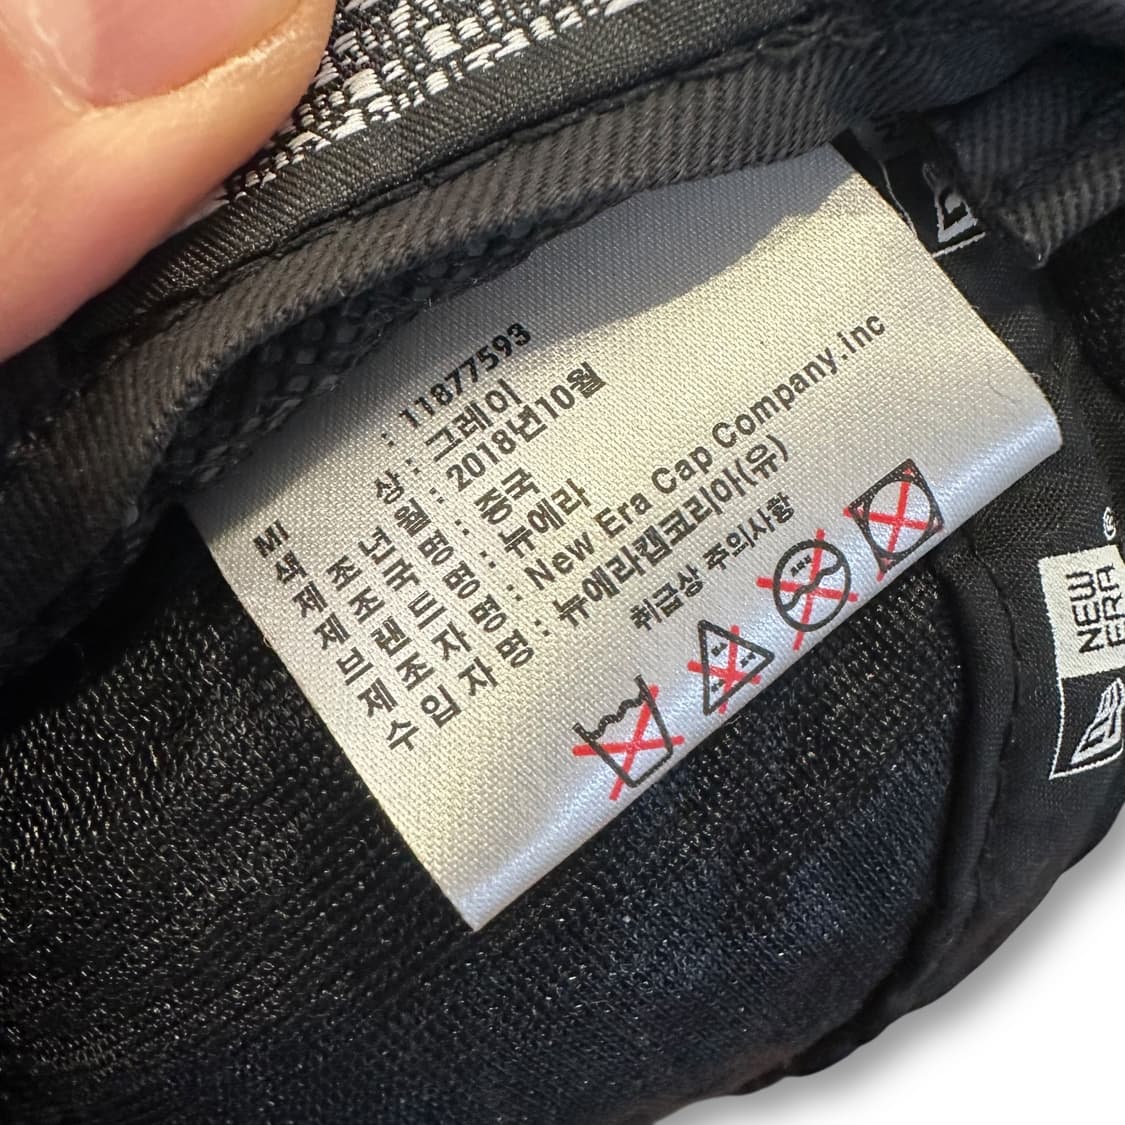 MI : 11877593
색 상 : 그레이
제조년월 : 2018년10월
제조국명 : 중국
브랜드명 : 뉴에라
제조자명 : New Era Cap Company.inc
수입자명 : 뉴에라캡코리아(유)
취급상 주의사항
NEW
ERA
®